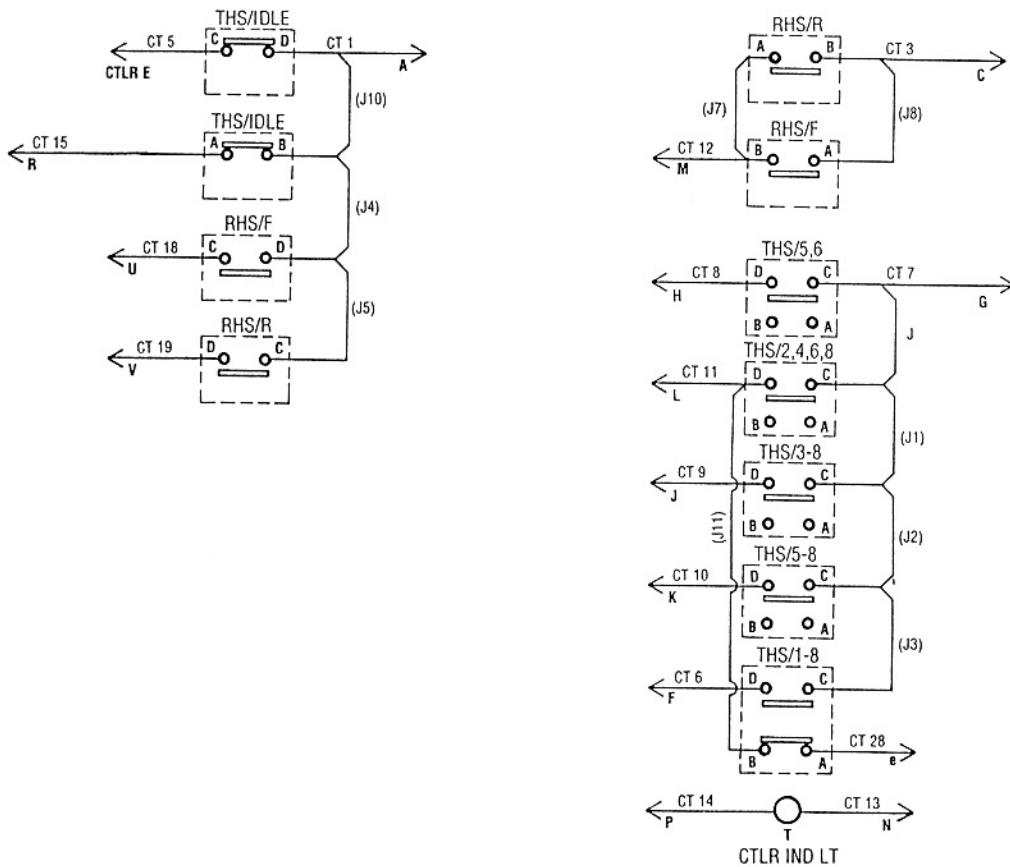 THS/IDLE
CT 5 C D CT 1
CTLR E A
(J10)
THS/IDLE
CT 15 A B
R
(J4)
RHS/F
CT 18 C D
U
(J5)
RHS/R
CT 19 D C
V
RHS/R
A B CT 3
C
(J7) (J8)
RHS/F
CT 12 B A
M
THS/5,6
CT 8 D C CT 7
H G
B A
J
THS/2,4,6,8
CT 11 D C
L
B A
(J1)
THS/3-8
CT 9 D C
J
(J11)
B A
(J2)
THS/5-8
CT 10 D C
K
B A
(J3)
THS/1-8
CT 6 D C
F
CT 28
B A e
CT 14 CT 13
P T N
CTLR IND LT